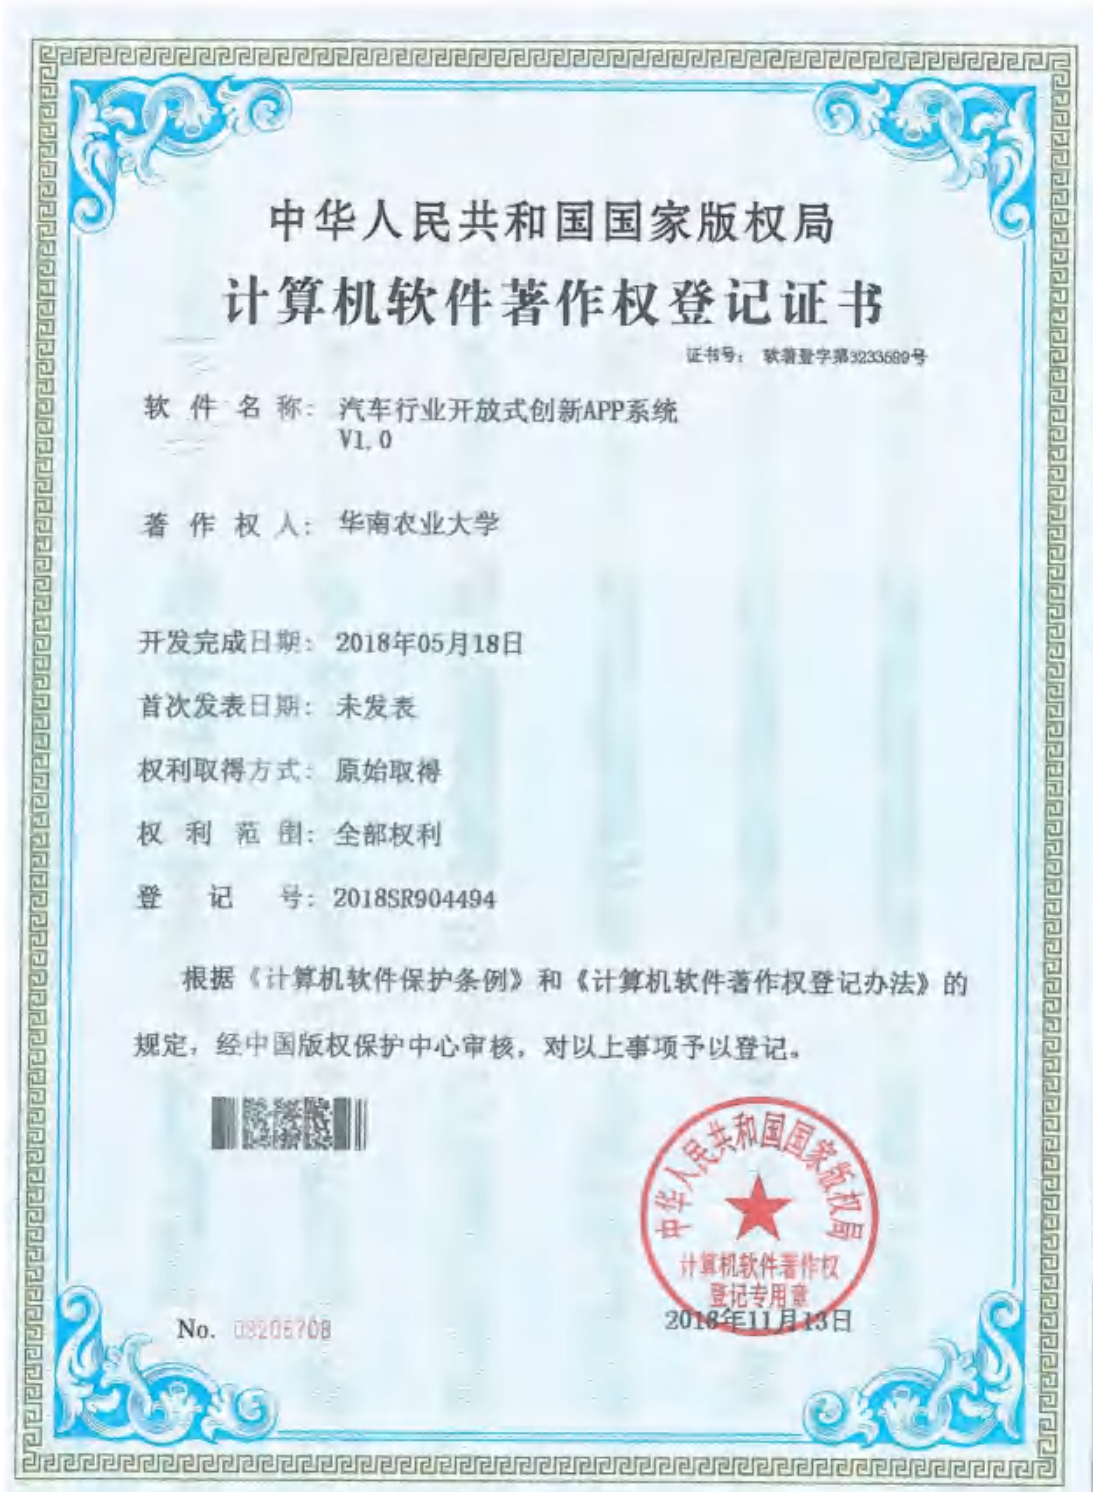 中华人民共和国国家版权局
计算机软件著作权登记证书
证书号： 软著登字第3233589号
软件名称： 汽车行业开放式创新APP系统
V1.0
著作权人： 华南农业大学
开发完成日期： 2018年05月18日
首次发表日期： 未发表
权利取得方式： 原始取得
权利范围： 全部权利
登记号： 2018SR904494
根据《计算机软件保护条例》和《计算机软件著作权登记办法》的
规定，经中国版权保护中心审核，对以上事项予以登记。
中华人民共和国国家版权局
计算机软件著作权
登记专用章
No.
2018年11月13日